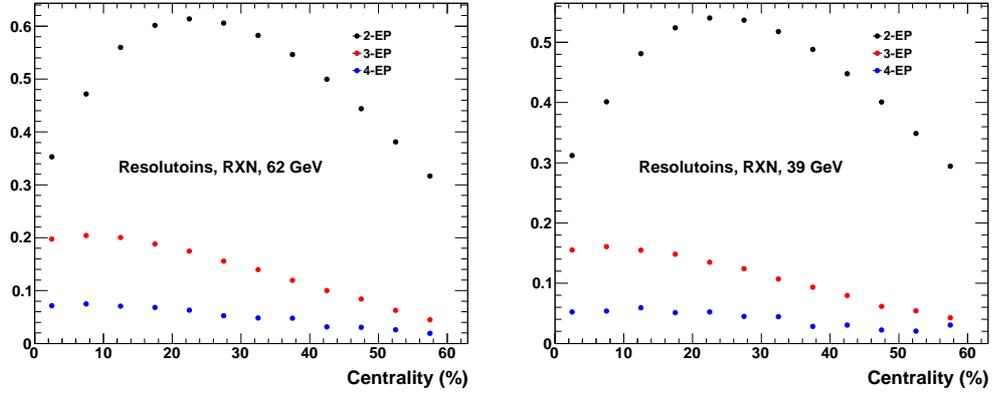 0.6
0.5
0.4
0.3
0.2
0.1
0
0 10 20 30 40 50 60
2-EP
3-EP
4-EP
Resolutoins, RXN, 62 GeV
Centrality (%)
0.5
0.4
0.3
0.2
0.1
0
0 10 20 30 40 50 60
2-EP
3-EP
4-EP
Resolutoins, RXN, 39 GeV
Centrality (%)